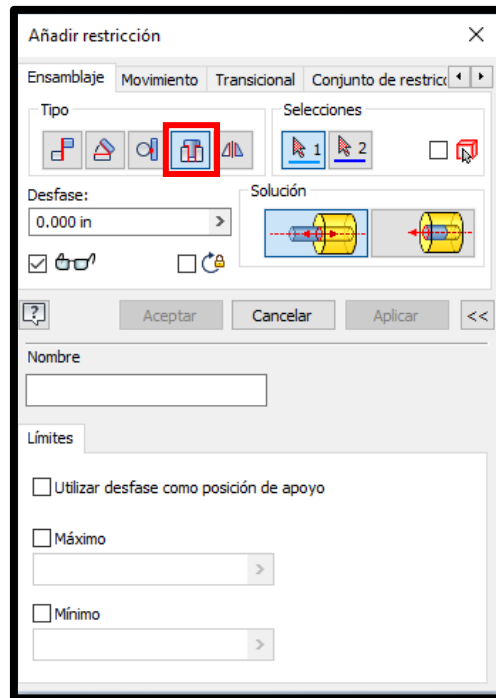 Añadir restricción
Ensamblaje Movimiento Transicional Conjunto de restricc
Tipo Selecciones
1 2
Desfase: Solución
0.000 in >
? Aceptar Cancelar Aplicar <<
Nombre
Límites
Utilizar desfase como posición de apoyo
Máximo
>
Mínimo
>